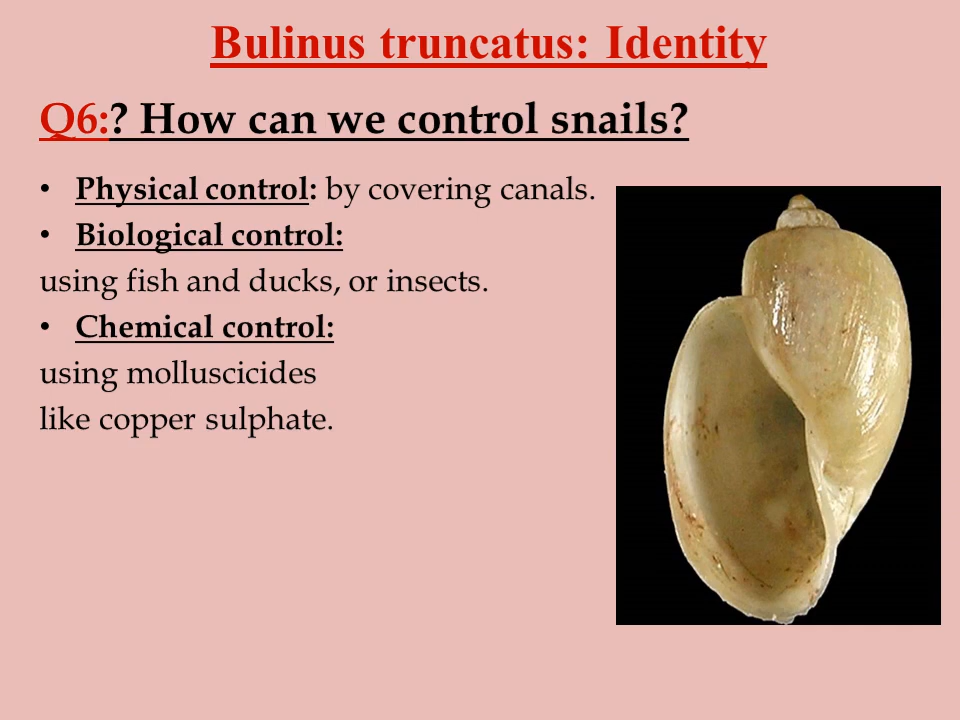 Bulinus truncatus: Identity
Q6:? How can we control snails?
• Physical control: by covering canals.
• Biological control:
using fish and ducks, or insects.
• Chemical control:
using molluscicides
like copper sulphate.